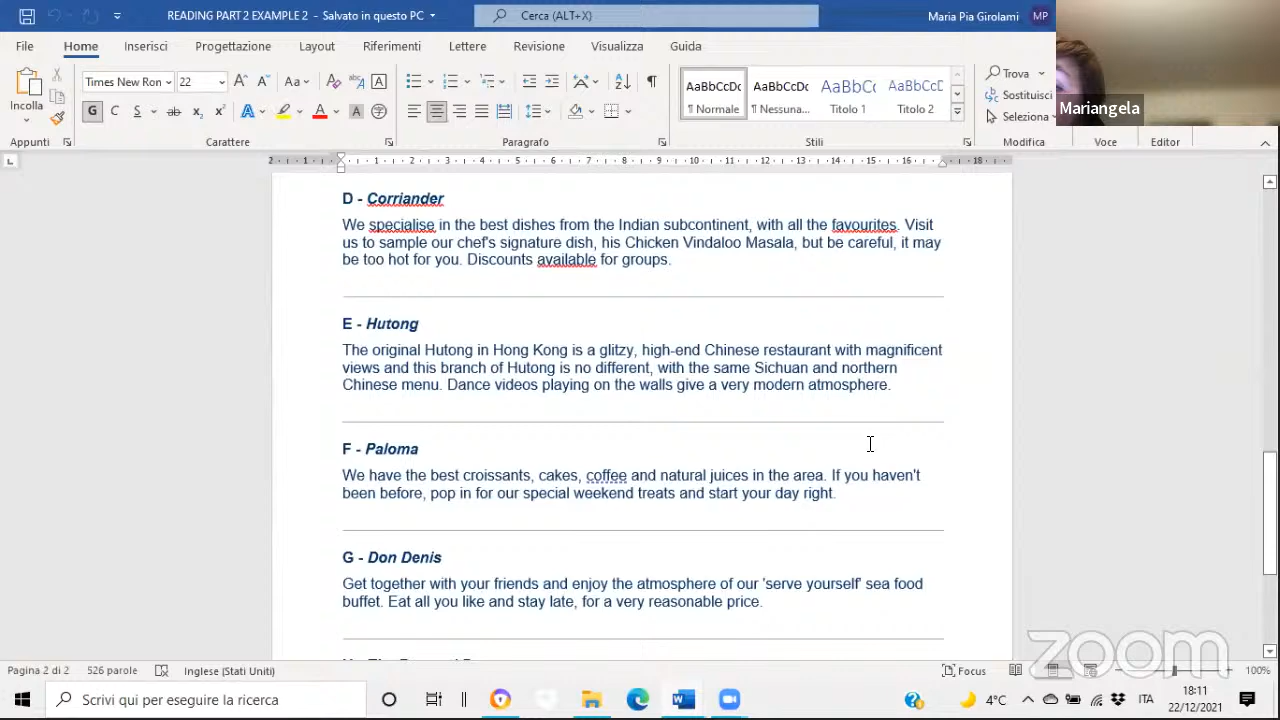 READING PART 2 EXAMPLE 2 - Salvato in questo PC
Cerca (ALT+X)
Maria Pia Girolami
MP
File Home Inserisci Progettazione Layout Riferimenti Lettere Revisione Visualizza Guida
Times New Ron 22
Incolla
Trova
Sostituisci
Seleziona
AaBbCcDc AaBbCcDc AaBbCc AaBbCcD
¶ Normale ¶ Nessuna... Titolo 1 Titolo 2
Mariangela
Appunti Carattere Paragrafo Stili Modifica Voce Editor
D - Corriander
We specialise in the best dishes from the Indian subcontinent, with all the favourites. Visit
us to sample our chef's signature dish, his Chicken Vindaloo Masala, but be careful, it may
be too hot for you. Discounts available for groups.
E - Hutong
The original Hutong in Hong Kong is a glitzy, high-end Chinese restaurant with magnificent
views and this branch of Hutong is no different, with the same Sichuan and northern
Chinese menu. Dance videos playing on the walls give a very modern atmosphere.
F - Paloma
We have the best croissants, cakes, coffee and natural juices in the area. If you haven't
been before, pop in for our special weekend treats and start your day right.
G - Don Denis
Get together with your friends and enjoy the atmosphere of our 'serve yourself' sea food
buffet. Eat all you like and stay late, for a very reasonable price.
zoom
Pagina 2 di 2 526 parole Inglese (Stati Uniti) Focus 100%
Scrivi qui per eseguire la ricerca
4°C ITA
18:11
22/12/2021